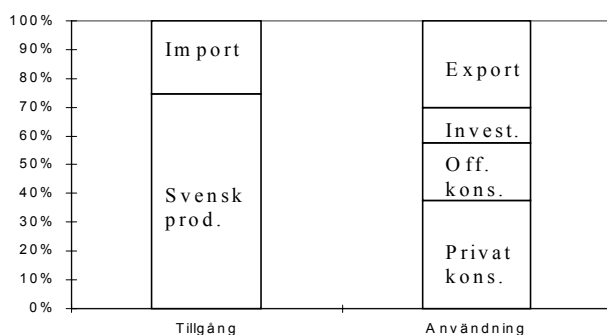 100%
90%
80%
70%
60%
50%
40%
30%
20%
10%
0%
Import
Svensk
prod.
Export
Invest.
Off.
kons.
Privat
kons.
Tillgång
Användning